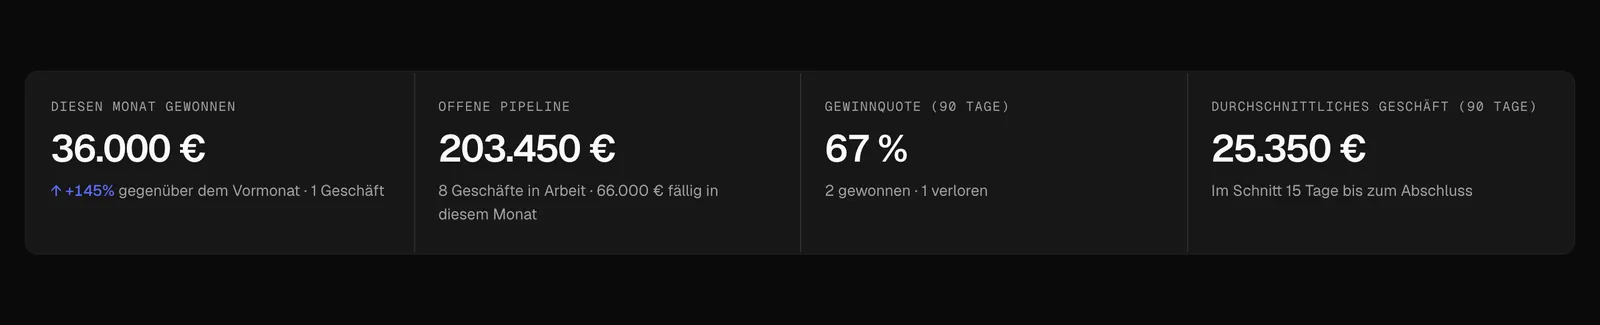 DIESEN MONAT GEWONNEN
36.000 €
↑ +145% gegenüber dem Vormonat · 1 Geschäft
OFFENE PIPELINE
203.450 €
8 Geschäfte in Arbeit · 66.000 € fällig in
diesem Monat
GEWINNQUOTE (90 TAGE)
67 %
2 gewonnen · 1 verloren
DURCHSCHNITTLICHES GESCHÄFT (90 TAGE)
25.350 €
Im Schnitt 15 Tage bis zum Abschluss